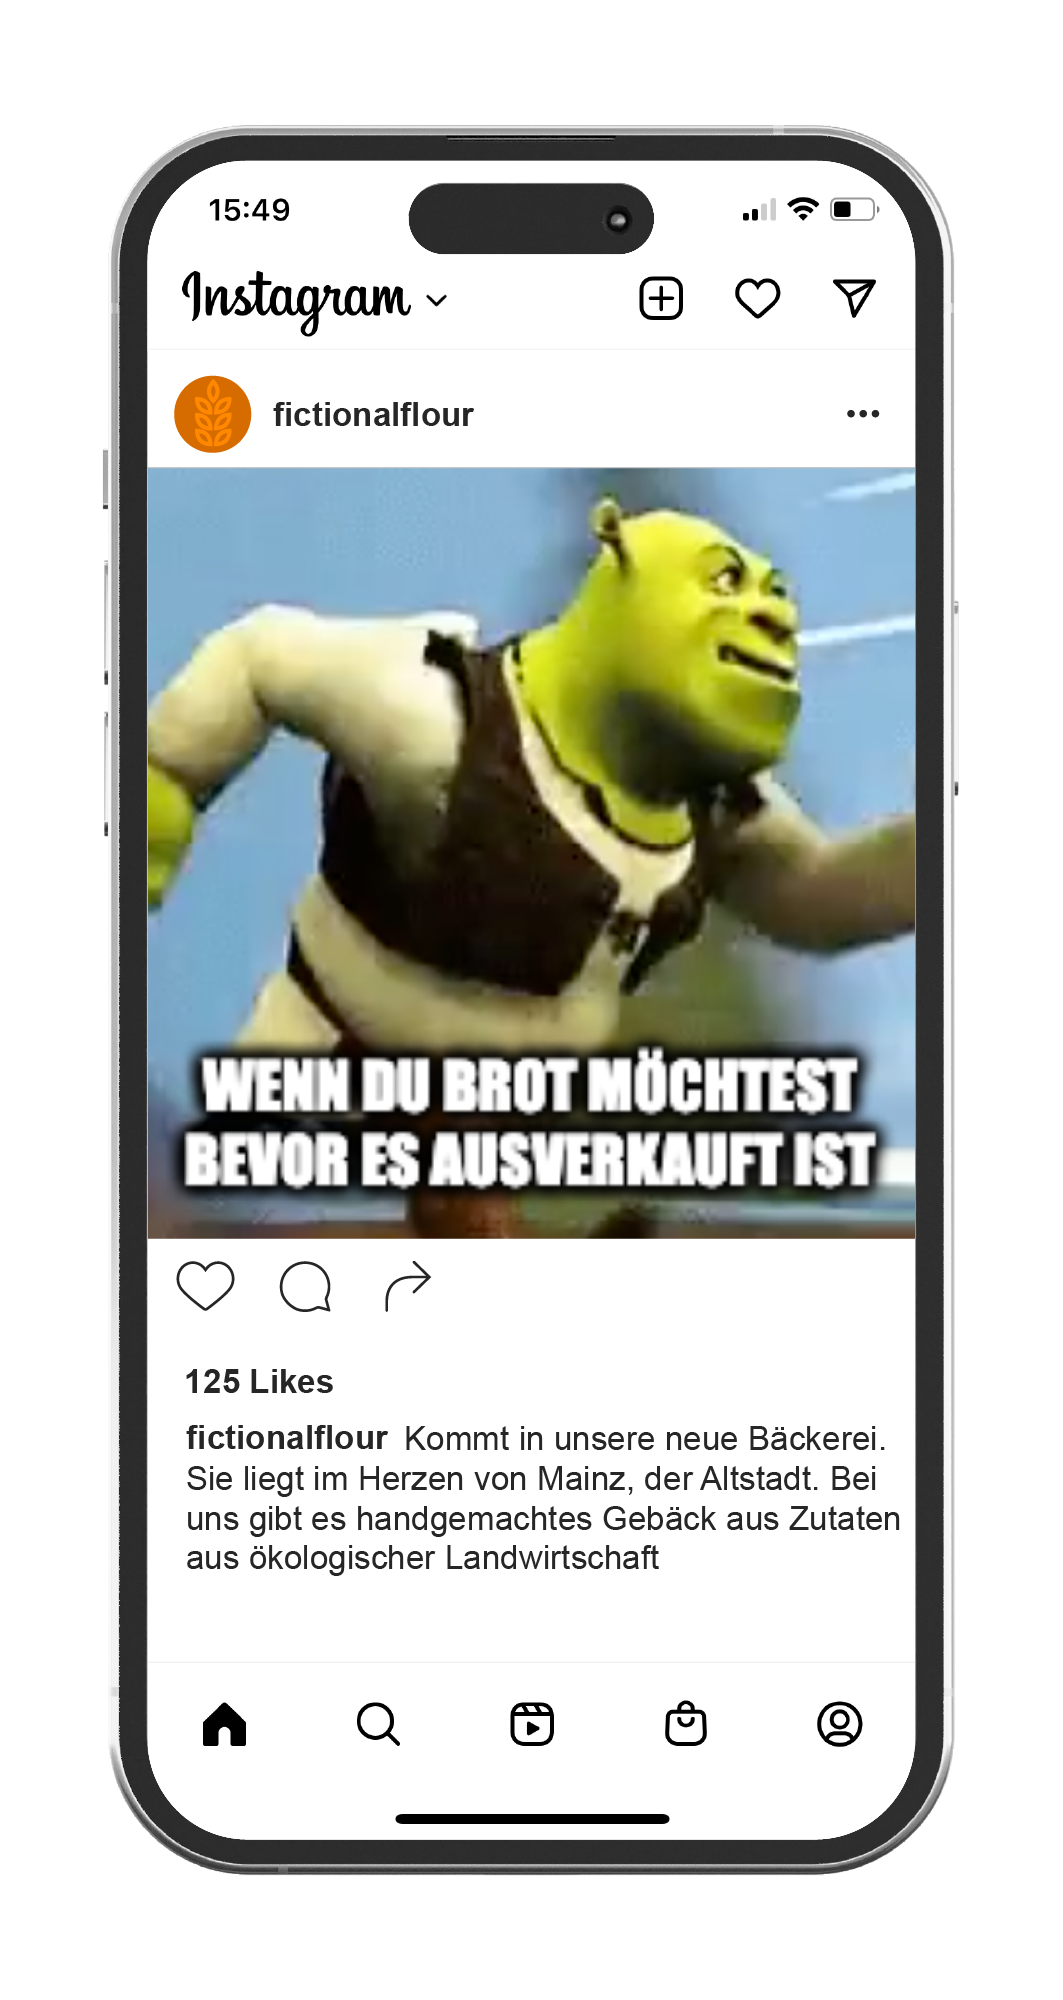 15:49
Instagram
fictionalflour
WENN DU BROT MÖCHTEST
BEVOR ES AUSVERKAUFT IST
125 Likes
fictionalflour Kommt in unsere neue Bäckerei.
Sie liegt im Herzen von Mainz, der Altstadt. Bei
uns gibt es handgemachtes Gebäck aus Zutaten
aus ökologischer Landwirtschaft